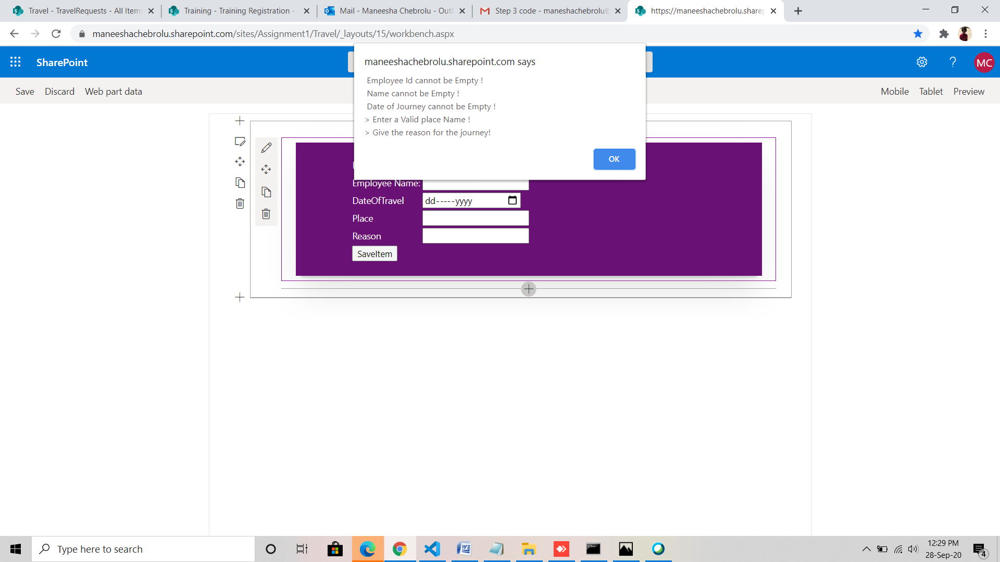 Travel - TravelRequests - All Items
Training - Training Registration -
Mail - Maneesha Chebrolu - Outl
Step 3 code - maneshachebrolu@
https://maneeshachebrolu.sharep
maneeshachebrolu.sharepoint.com/sites/Assignment1/Travel/_layouts/15/workbench.aspx
SharePoint
MC
Save Discard Web part data
Mobile Tablet Preview
maneeshachebrolu.sharepoint.com says
Employee Id cannot be Empty !
Name cannot be Empty !
Date of Journey cannot be Empty !
> Enter a Valid place Name !
> Give the reason for the journey!
OK
Employee Name:
DateOfTravel dd-----yyyy
Place
Reason
SaveItem
Type here to search
12:29 PM
28-Sep-20
4